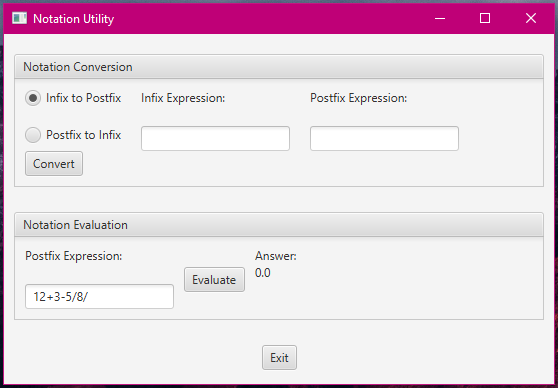 Notation Utility
Notation Conversion
Infix to Postfix
Infix Expression:
Postfix Expression:
Postfix to Infix
Convert
Notation Evaluation
Postfix Expression:
Answer:
0.0
Evaluate
12+3-5/8/
Exit